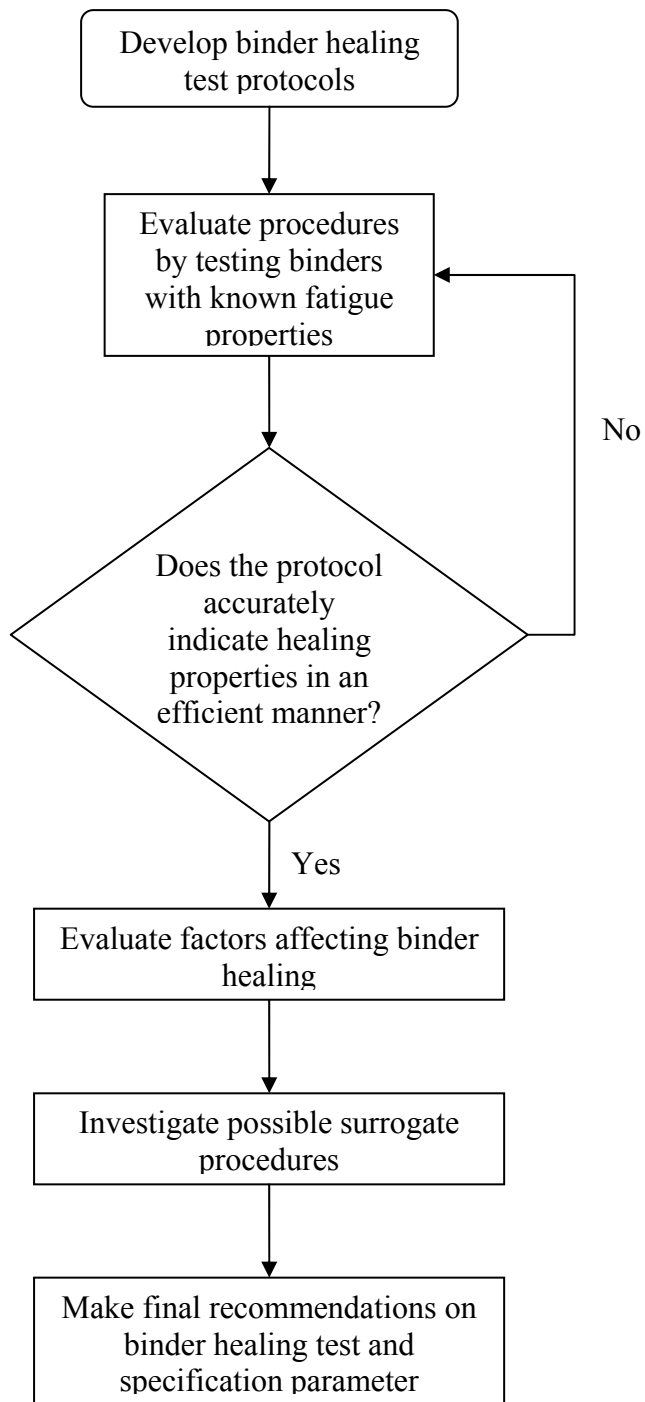 Develop binder healing
test protocols
Evaluate procedures
by testing binders
with known fatigue
properties
No
Does the protocol
accurately
indicate healing
properties in an
efficient manner?
Yes
Evaluate factors affecting binder
healing
Investigate possible surrogate
procedures
Make final recommendations on
binder healing test and
specification parameter